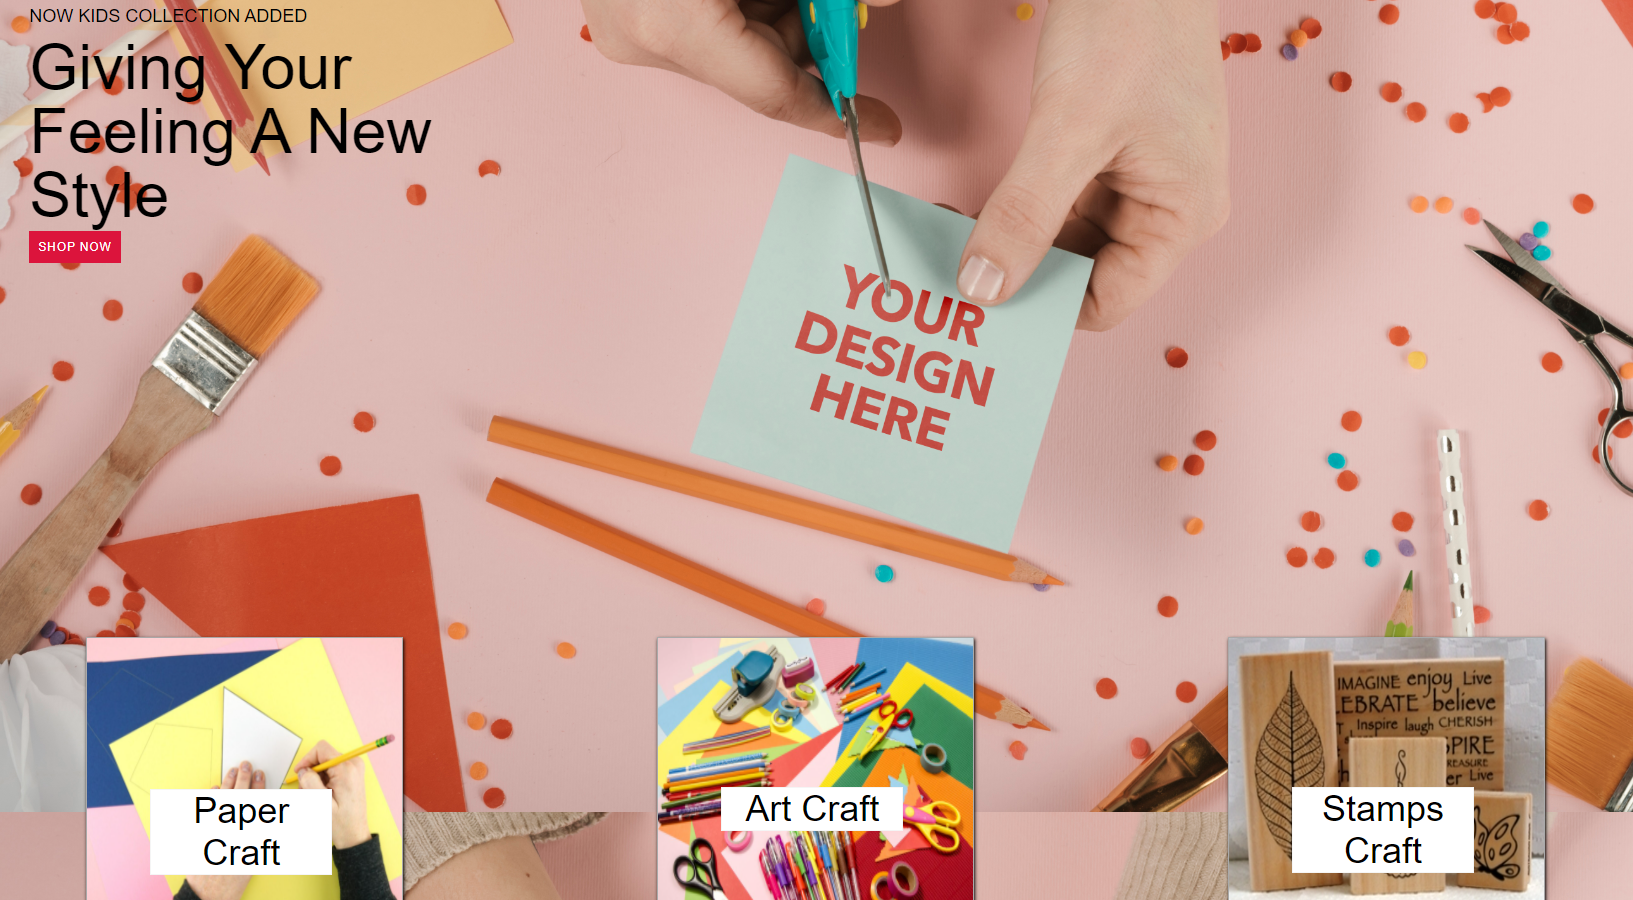 NOW KIDS COLLECTION ADDED
Giving Your
Feeling A New
Style
SHOP NOW
YOUR
DESIGN
HERE
Paper
Craft
Art Craft
IMAGINE enjoy Live
believe
Inspire laugh CHERISH
Live
Stamps
Craft